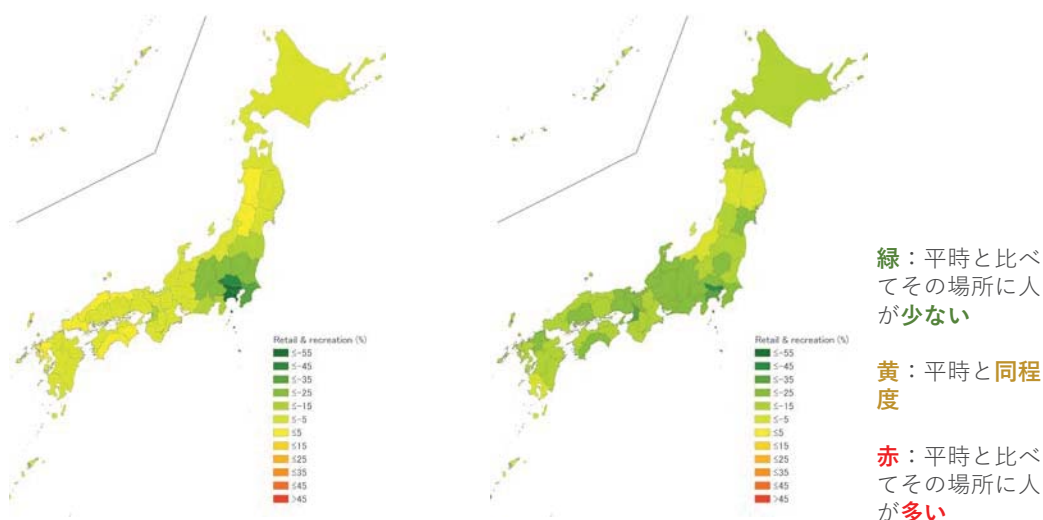 Retail & recreation (%)
≤-55
≤-45
≤-35
≤-25
≤-15
≤-5
≤5
≤15
≤25
≤35
≤45
>45
Retail & recreation (%)
≤-55
≤-45
≤-35
≤-25
≤-15
≤-5
≤5
≤15
≤25
≤35
≤45
>45
緑：平時と比べ
てその場所に人
が少ない
黄：平時と同程
度
赤：平時と比べ
てその場所に人
が多い